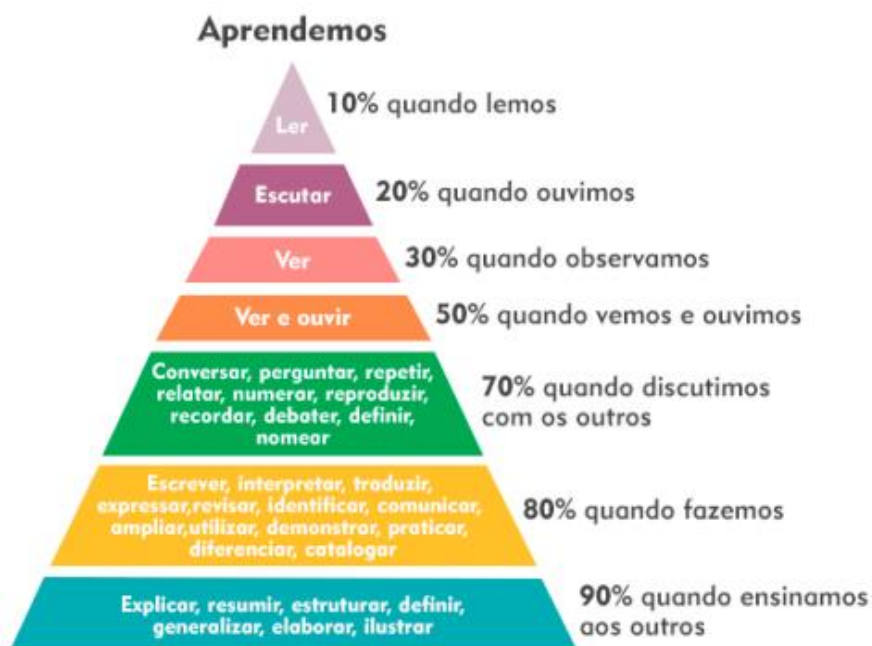 Aprendemos
Ler
10% quando lemos
Escutar
20% quando ouvimos
Ver
30% quando observamos
Ver e ouvir
50% quando vemos e ouvimos
Conversar, perguntar, repetir,
relatar, numerar, reproduzir,
recordar, debater, definir,
nomear
70% quando discutimos
com os outros
Escrever, interpretar, traduzir,
expressar,revisar, identificar, comunicar,
ampliar,utilizar, demonstrar, praticar,
diferenciar, catalogar
80% quando fazemos
Explicar, resumir, estruturar, definir,
generalizar, elaborar, ilustrar
90% quando ensinamos
aos outros